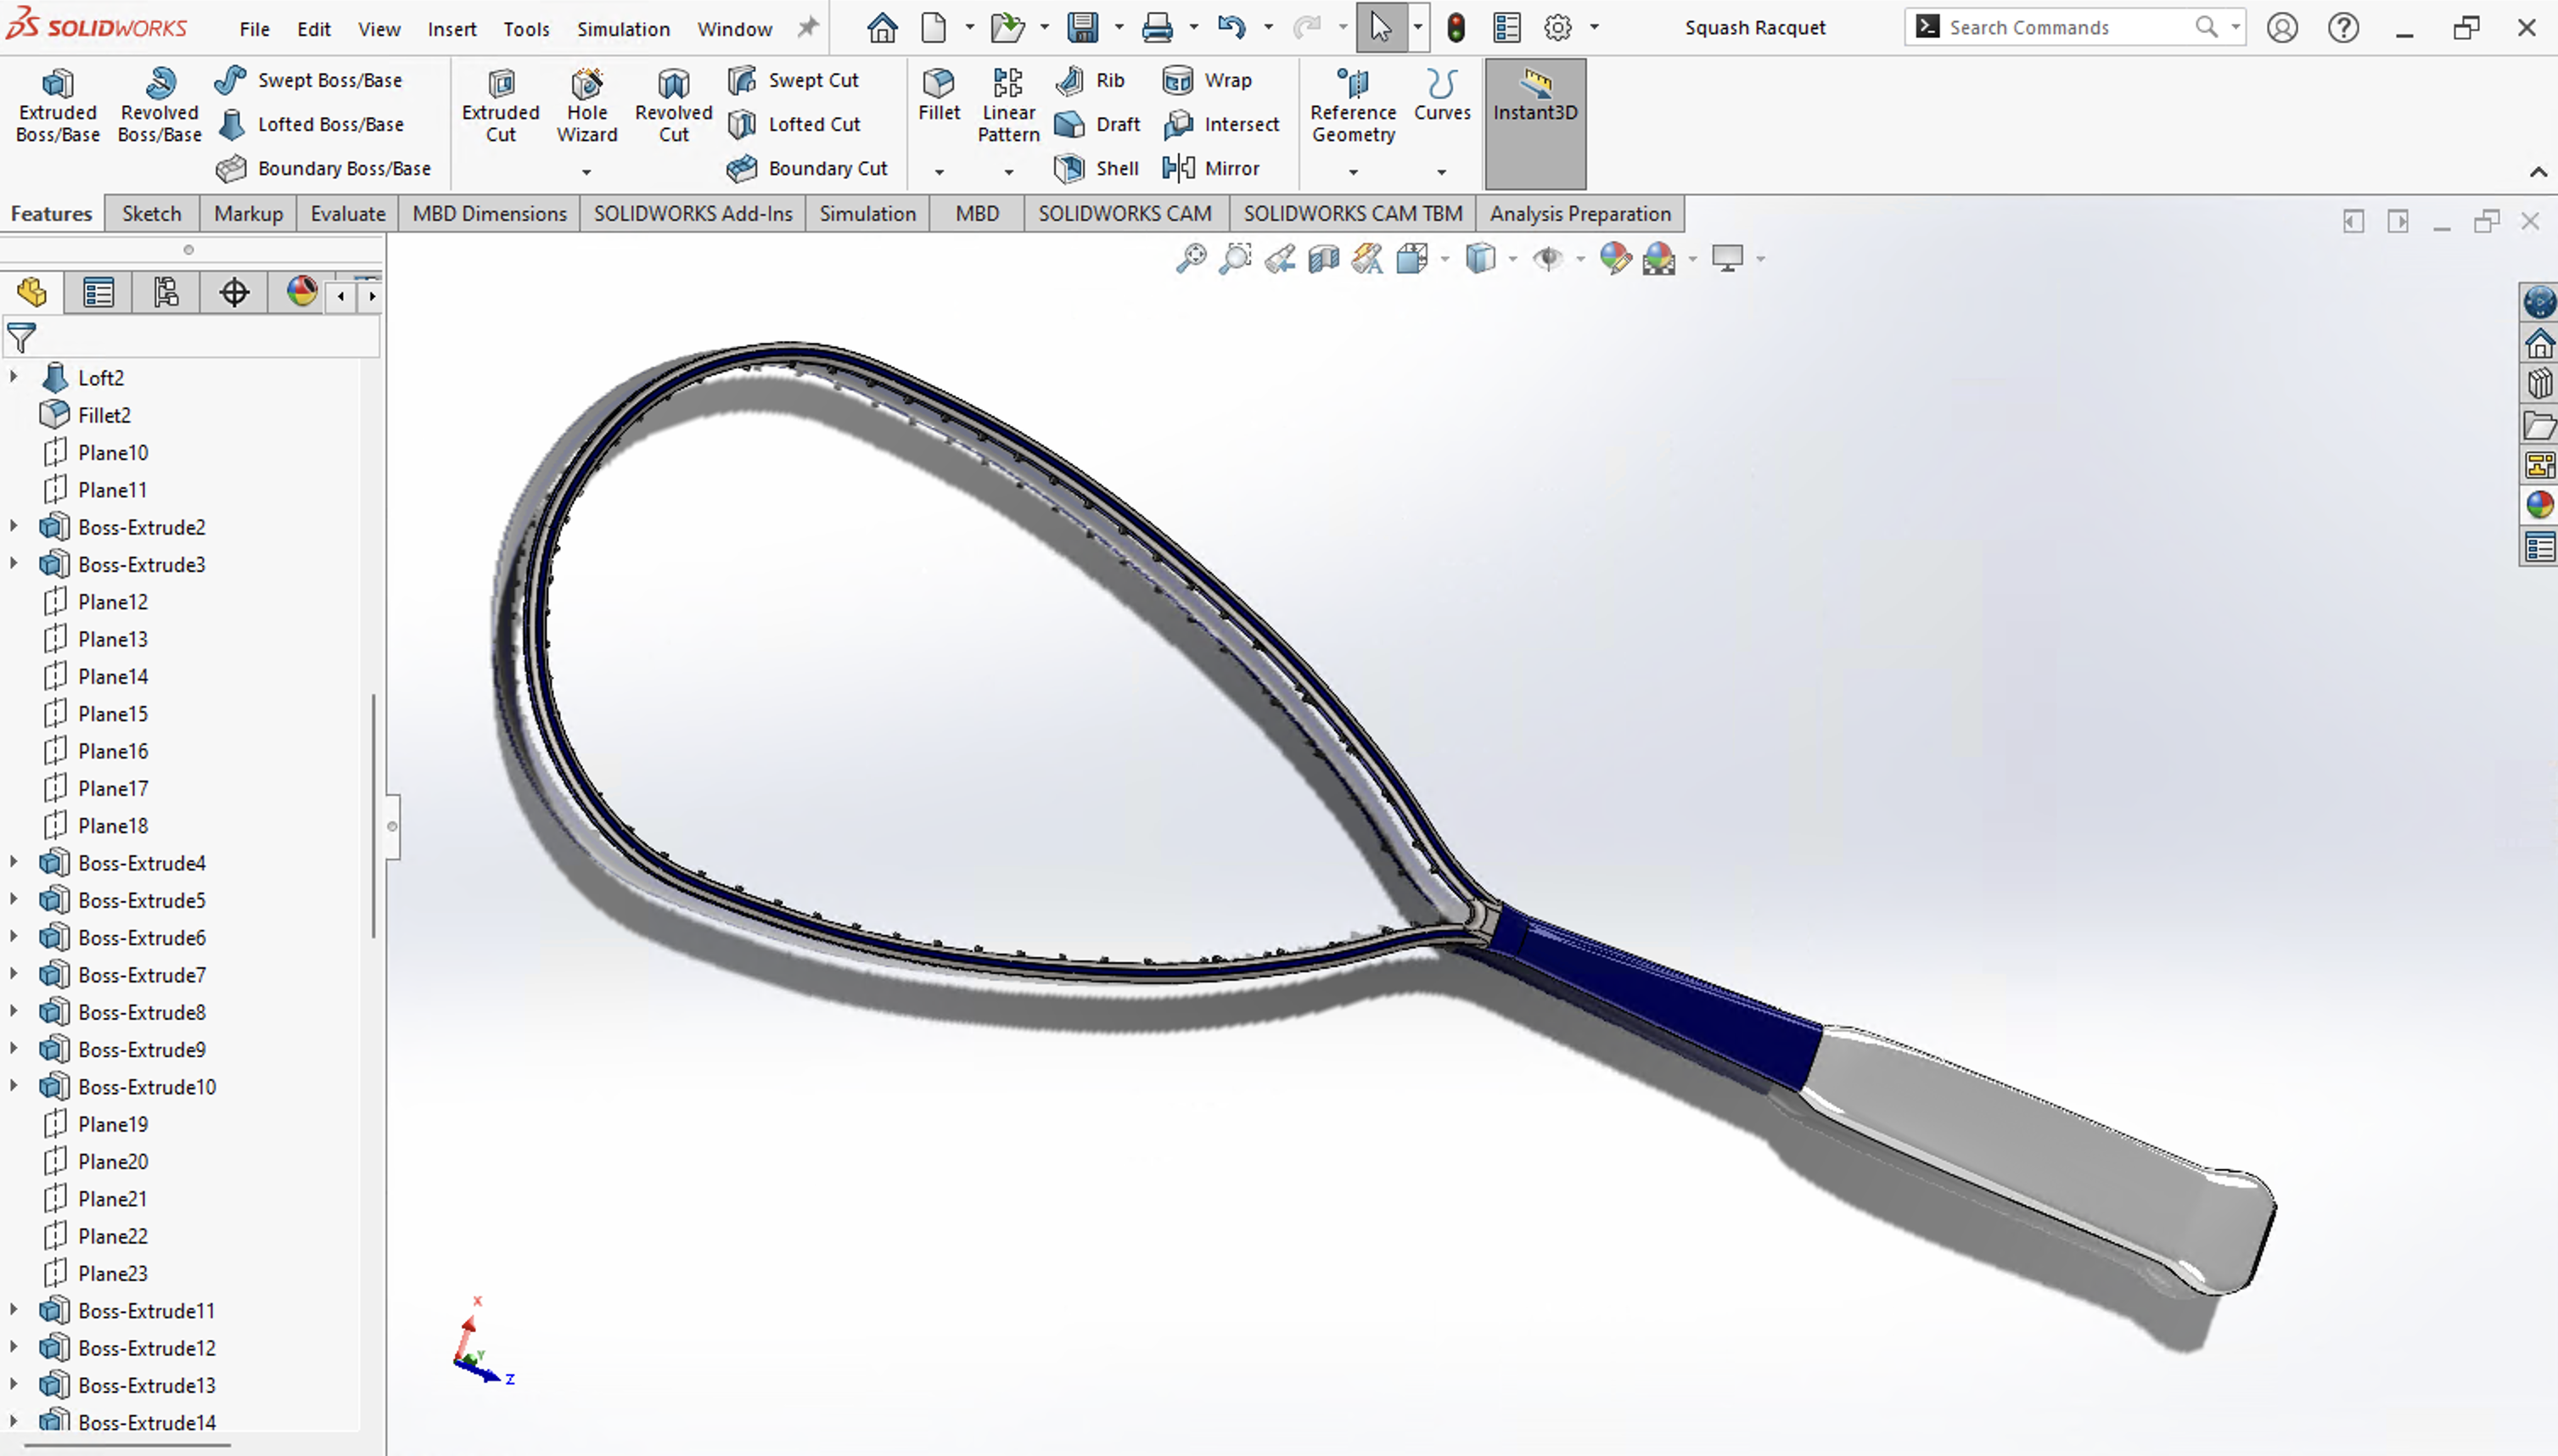 SOLIDWORKS File Edit View Insert Tools Simulation Window Squash Racquet Search Commands
Extruded Boss/Base
Revolved Boss/Base
Swept Boss/Base
Lofted Boss/Base
Boundary Boss/Base
Extruded Cut
Hole Wizard
Revolved Cut
Swept Cut
Lofted Cut
Boundary Cut
Fillet
Linear Pattern
Rib
Draft
Shell
Wrap
Intersect
Mirror
Reference Geometry
Curves
Instant3D
Features Sketch Markup Evaluate MBD Dimensions SOLIDWORKS Add-Ins Simulation MBD SOLIDWORKS CAM SOLIDWORKS CAM TBM Analysis Preparation
Loft2
Fillet2
Plane10
Plane11
Boss-Extrude2
Boss-Extrude3
Plane12
Plane13
Plane14
Plane15
Plane16
Plane17
Plane18
Boss-Extrude4
Boss-Extrude5
Boss-Extrude6
Boss-Extrude7
Boss-Extrude8
Boss-Extrude9
Boss-Extrude10
Plane19
Plane20
Plane21
Plane22
Plane23
Boss-Extrude11
Boss-Extrude12
Boss-Extrude13
Boss-Extrude14
X
Y
Z